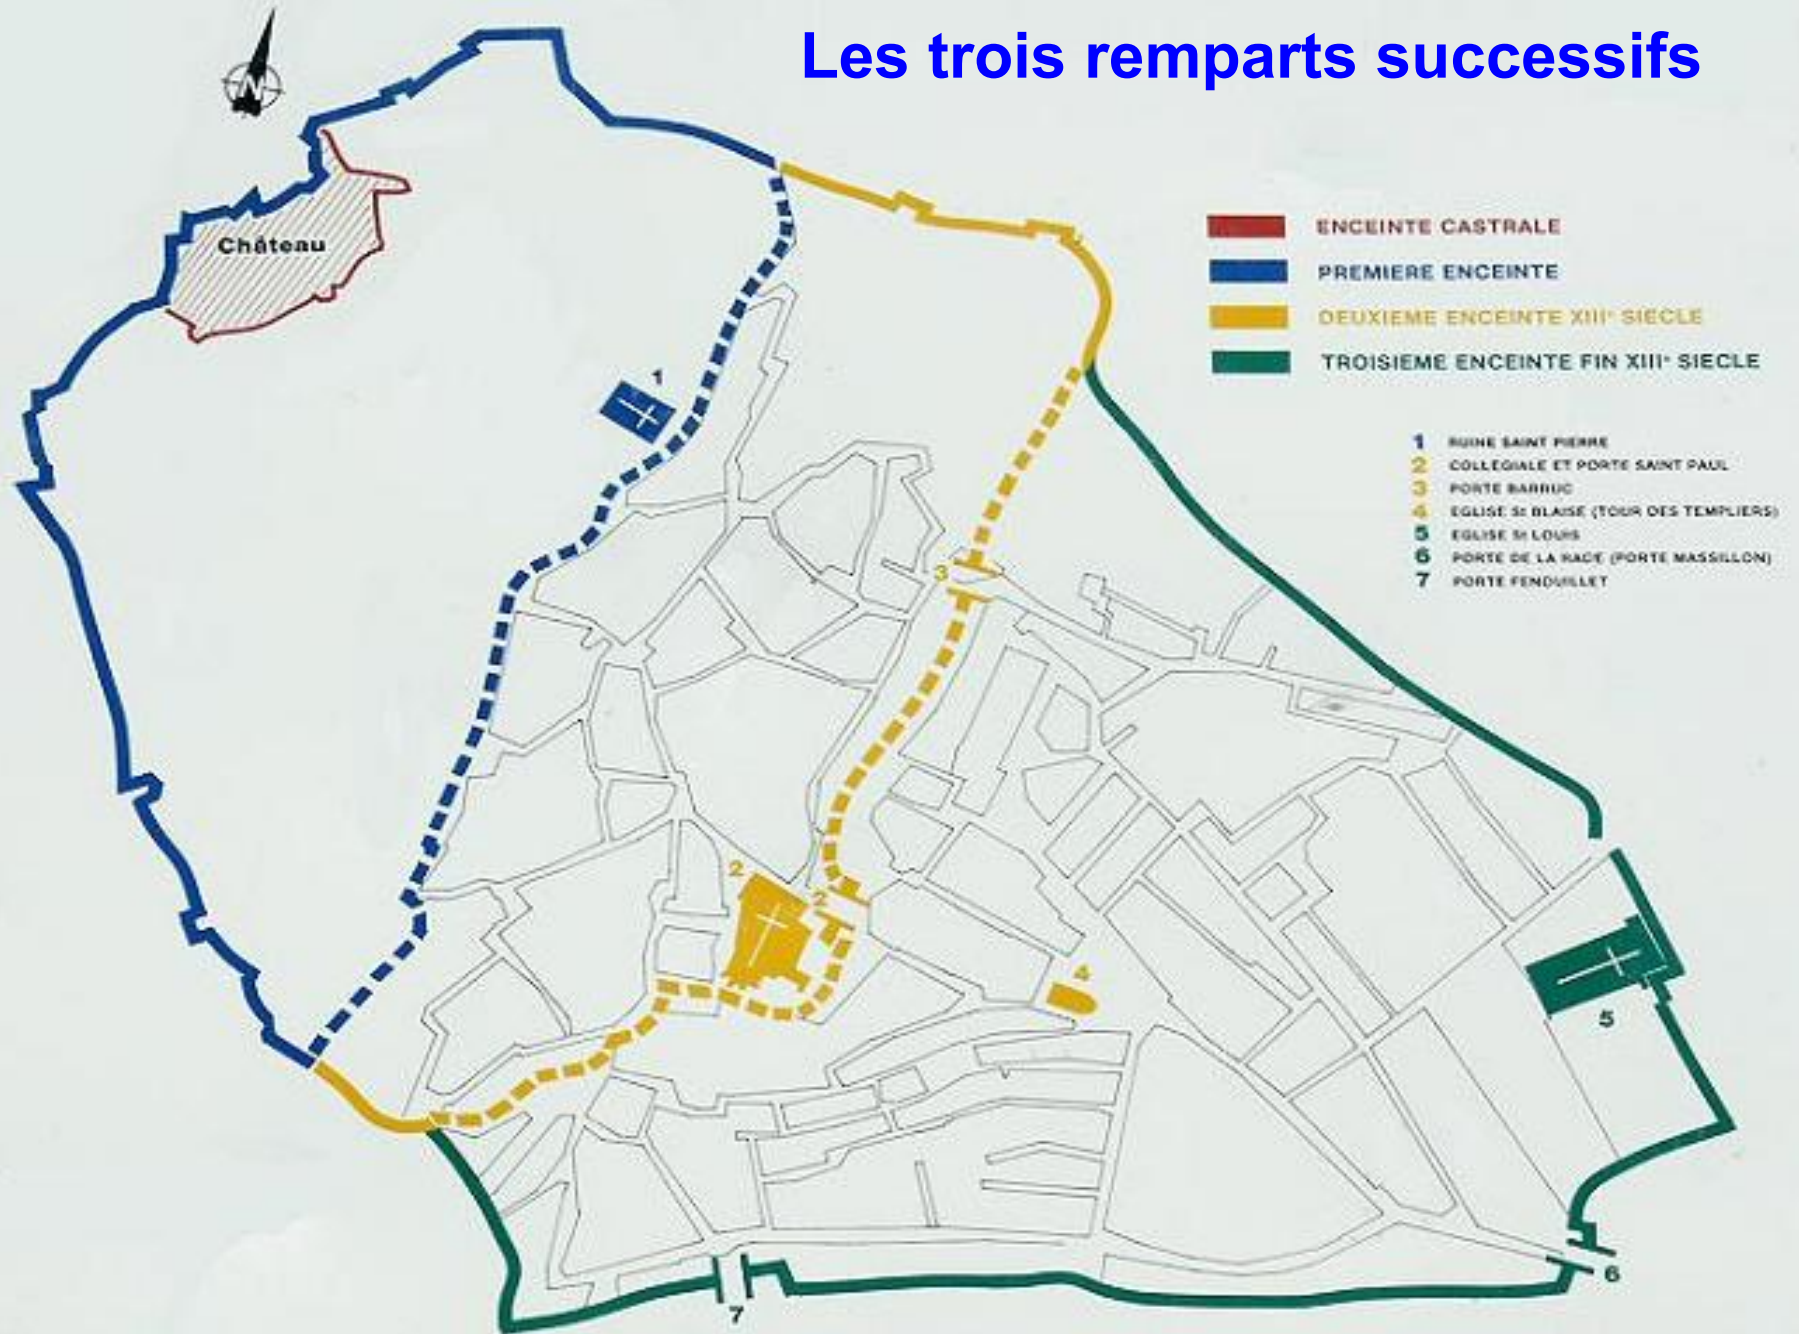 Les trois remparts successifs
N
Château
ENCEINTE CASTRALE
PREMIERE ENCEINTE
DEUXIEME ENCEINTE XIIIe SIECLE
TROISIEME ENCEINTE FIN XIIIe SIECLE
1 RUINE SAINT PIERRE
2 COLLEGIALE ET PORTE SAINT PAUL
3 PORTE BARRUC
4 EGLISE St BLAISE (TOUR DES TEMPLIERS)
5 EGLISE St LOUIS
6 PORTE DE LA RADE (PORTE MASSILLON)
7 PORTE FENOUILLET
1
3
2
2
4
5
6
7